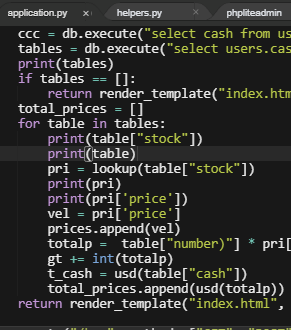 application.py × helpers.py × phpliteadmin
ccc = db.execute("select cash from us
tables = db.execute("select users.cas
print(tables)
if tables == []:
return render_template("index.htm
total_prices = []
for table in tables:
print(table["stock"])
print(table)
pri = lookup(table["stock"])
print(pri)
print(pri['price'])
vel = pri['price']
prices.append(vel)
totalp = table["number)"] * pri[
gt += int(totalp)
t_cash = usd(table["cash"])
total_prices.append(usd(totalp))
return render_template("index.html",